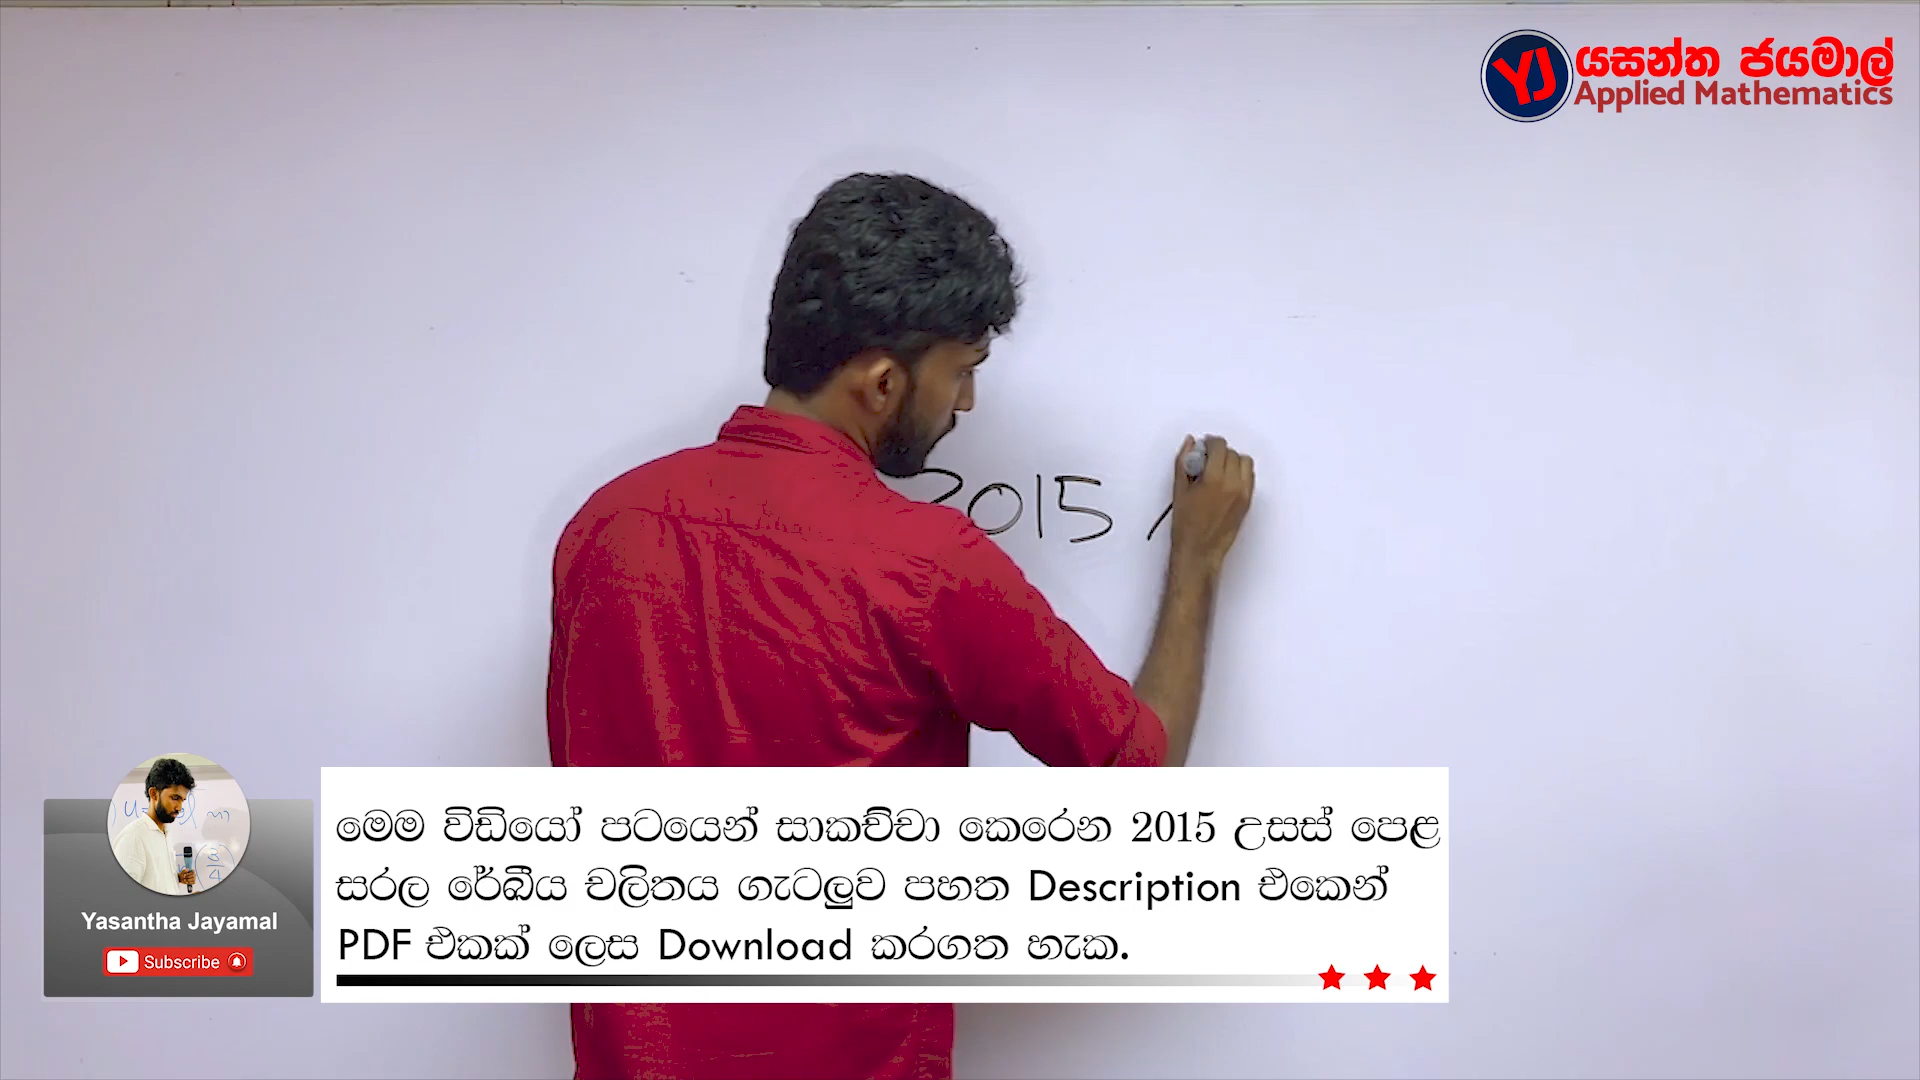 YJ යසන්ත ජයමාල්
Applied Mathematics
2015
මෙම විඩියෝ පටයෙන් සාකච්චා කෙරෙන 2015 උසස් පෙළ
සරල රේඛීය චලිතය ගැටලුව පහත Description එකෙන්
PDF එකක් ලෙස Download කරගත හැක.
Yasantha Jayamal
Subscribe